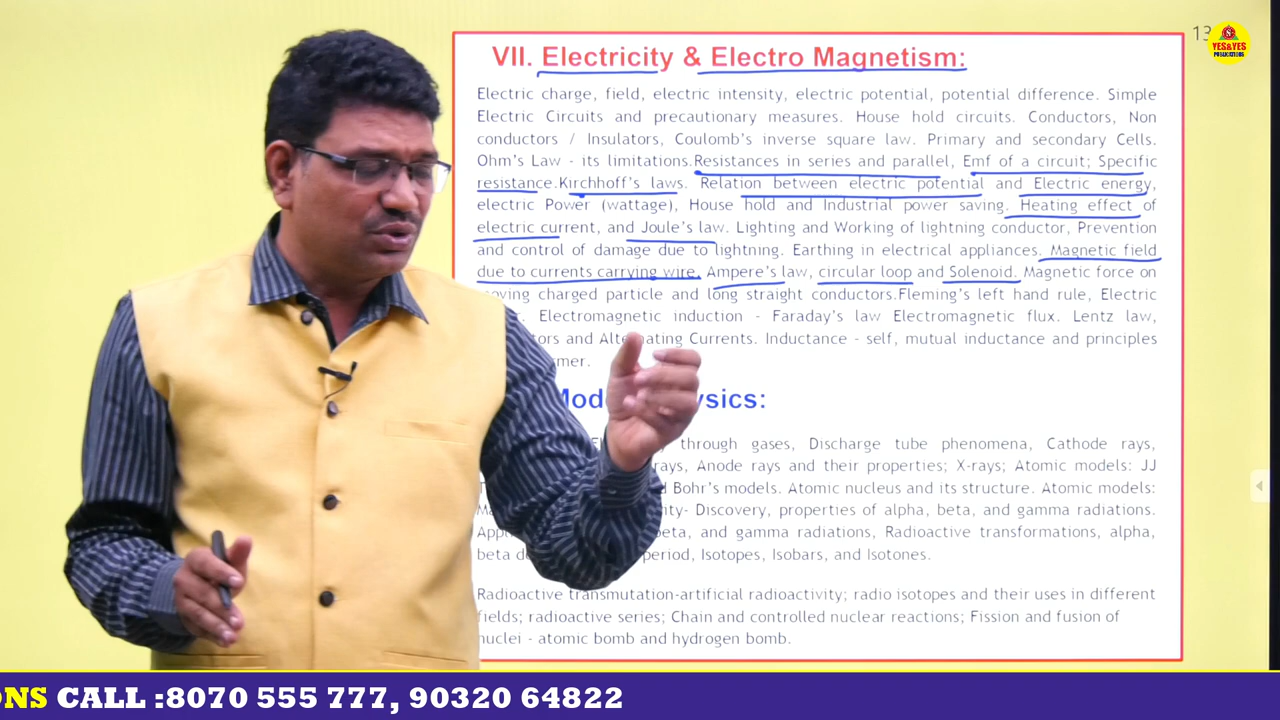 13
YES&YES
PUBLICATIONS
VII. Electricity & Electro Magnetism:
Electric charge, field, electric intensity, electric potential, potential difference. Simple
Electric Circuits and precautionary measures. House hold circuits. Conductors, Non
conductors / Insulators, Coulomb's inverse square law. Primary and secondary Cells.
Ohm's Law - its limitations.Resistances in series and parallel, Emf of a circuit; Specific
resistance.Kirchhoff's laws. Relation between electric potential and Electric energy,
electric Power (wattage), House hold and Industrial power saving. Heating effect of
electric current, and Joule's law. Lighting and Working of lightning conductor, Prevention
and control of damage due to lightning. Earthing in electrical appliances. Magnetic field
due to currents carrying wire. Ampere's law, circular loop and Solenoid. Magnetic force on
moving charged particle and long straight conductors.Fleming's left hand rule, Electric
Electromagnetic induction - Faraday's law Electromagnetic flux. Lentz law,
and Alternating Currents. Inductance - self, mutual inductance and principles
through gases, Discharge tube phenomena, Cathode rays,
rays, Anode rays and their properties; X-rays; Atomic models: JJ
Bohr's models. Atomic nucleus and its structure. Atomic models:
Discovery, properties of alpha, beta, and gamma radiations.
beta, and gamma radiations, Radioactive transformations, alpha,
beta period, Isotopes, Isobars, and Isotones.
Radioactive transmutation-artificial radioactivity; radio isotopes and their uses in different
fields; radioactive series; Chain and controlled nuclear reactions; Fission and fusion of
nuclei - atomic bomb and hydrogen bomb.
ONS CALL :8070 555 777, 90320 64822